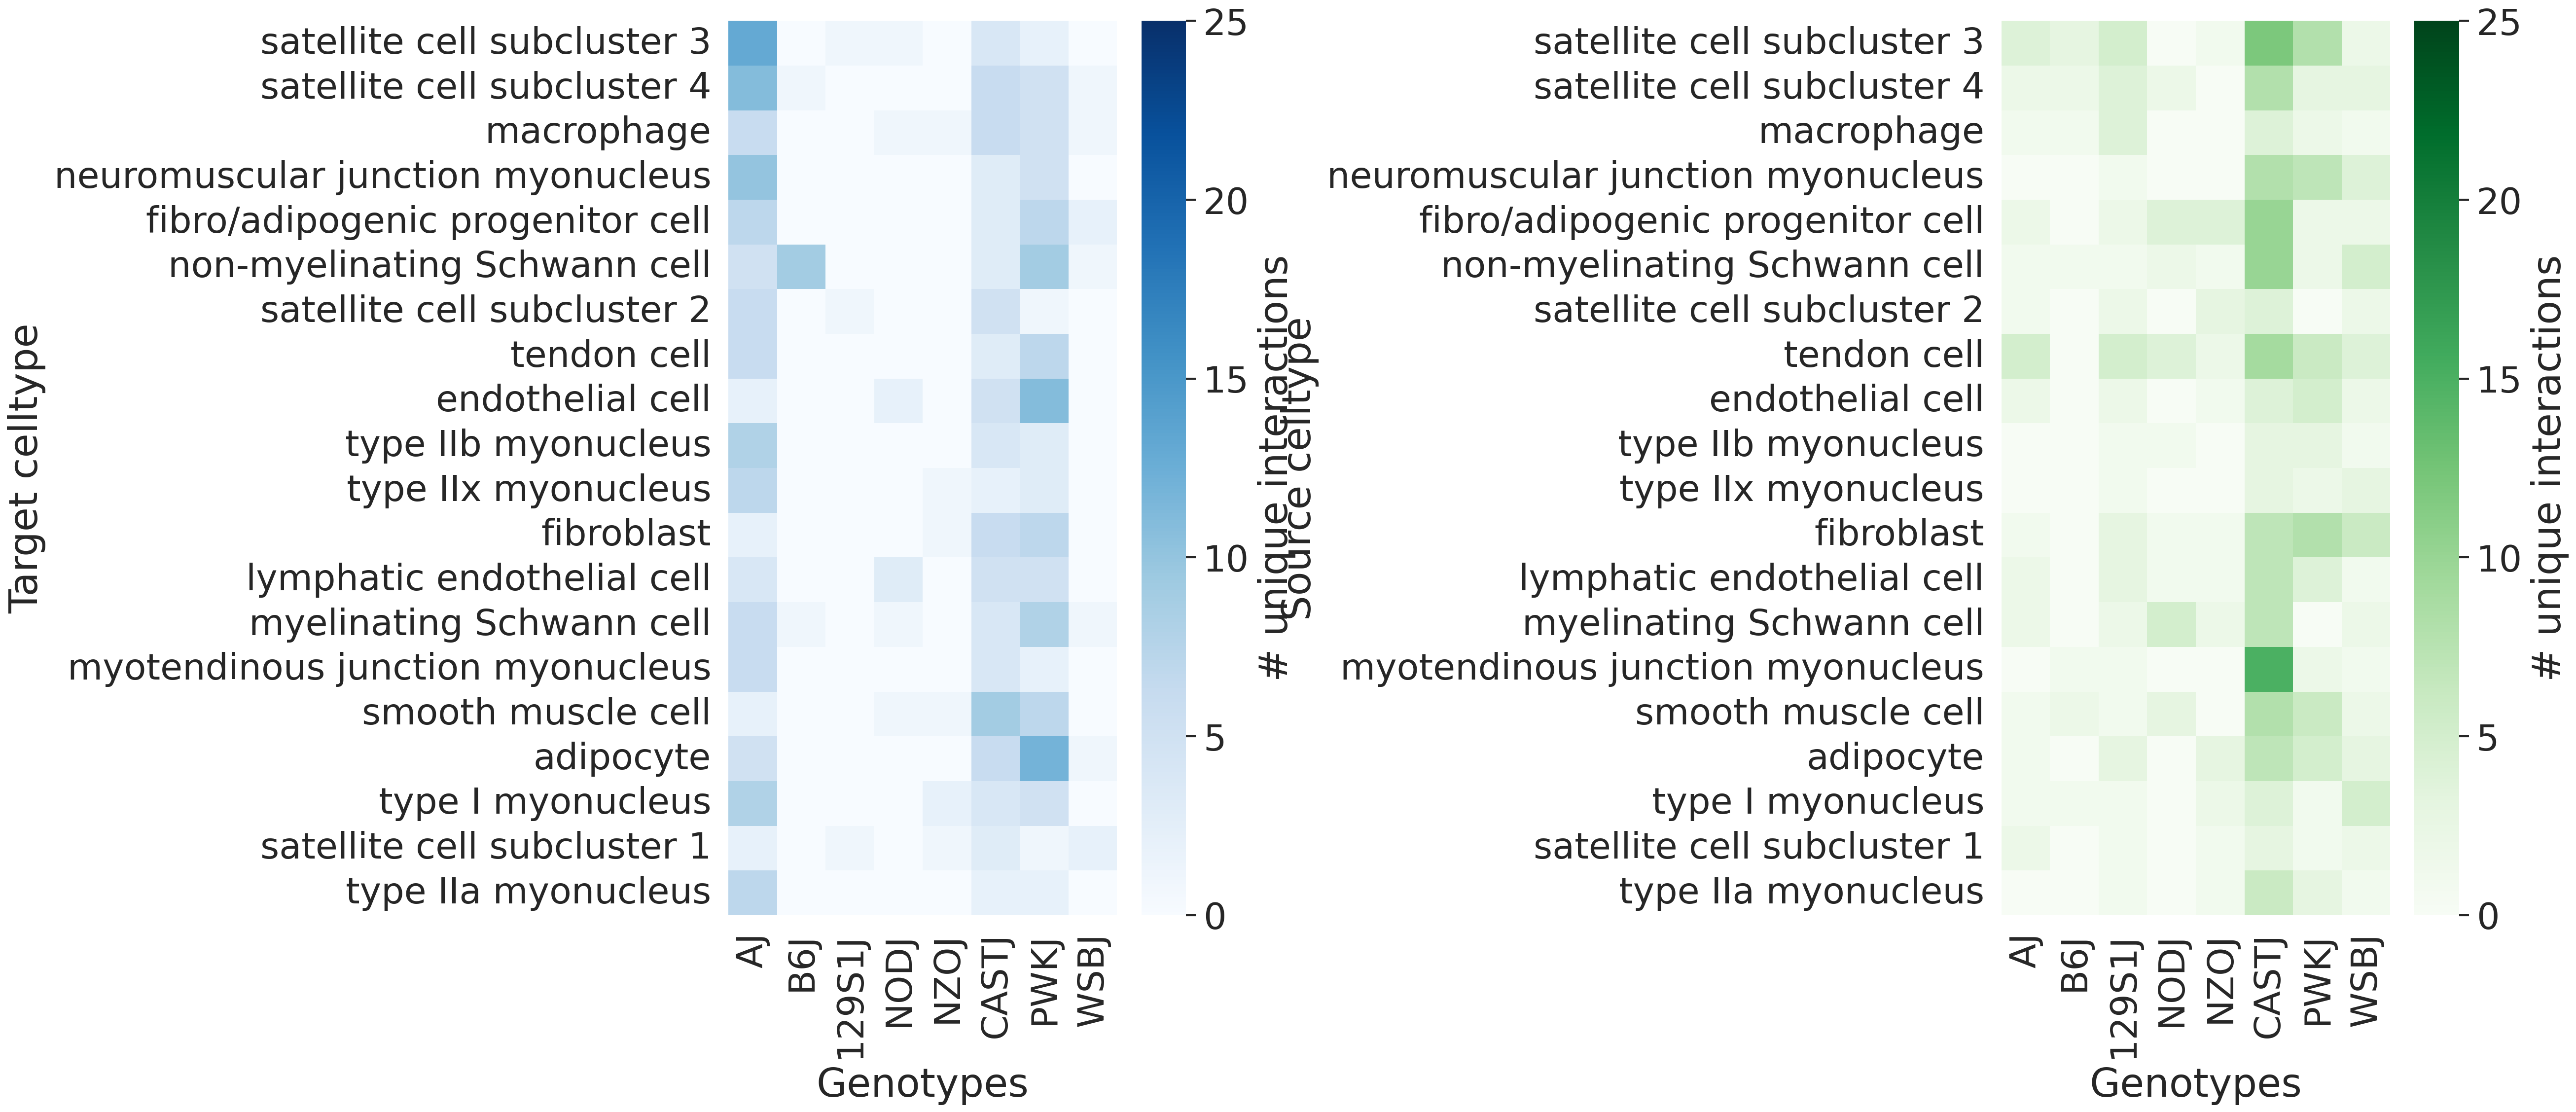 Target celltype
satellite cell subcluster 3
satellite cell subcluster 4
macrophage
neuromuscular junction myonucleus
fibro/adipogenic progenitor cell
non-myelinating Schwann cell
satellite cell subcluster 2
tendon cell
endothelial cell
type IIb myonucleus
type IIx myonucleus
fibroblast
lymphatic endothelial cell
myelinating Schwann cell
myotendinous junction myonucleus
smooth muscle cell
adipocyte
type I myonucleus
satellite cell subcluster 1
type IIa myonucleus
AJ
B6J
129S1J
NODJ
NZOJ
CASTJ
PWKJ
WSBJ
Genotypes
25
20
15
10
5
0
# unique interactions
Source celltype
satellite cell subcluster 3
satellite cell subcluster 4
macrophage
neuromuscular junction myonucleus
fibro/adipogenic progenitor cell
non-myelinating Schwann cell
satellite cell subcluster 2
tendon cell
endothelial cell
type IIb myonucleus
type IIx myonucleus
fibroblast
lymphatic endothelial cell
myelinating Schwann cell
myotendinous junction myonucleus
smooth muscle cell
adipocyte
type I myonucleus
satellite cell subcluster 1
type IIa myonucleus
AJ
B6J
129S1J
NODJ
NZOJ
CASTJ
PWKJ
WSBJ
Genotypes
25
20
15
10
5
0
# unique interactions